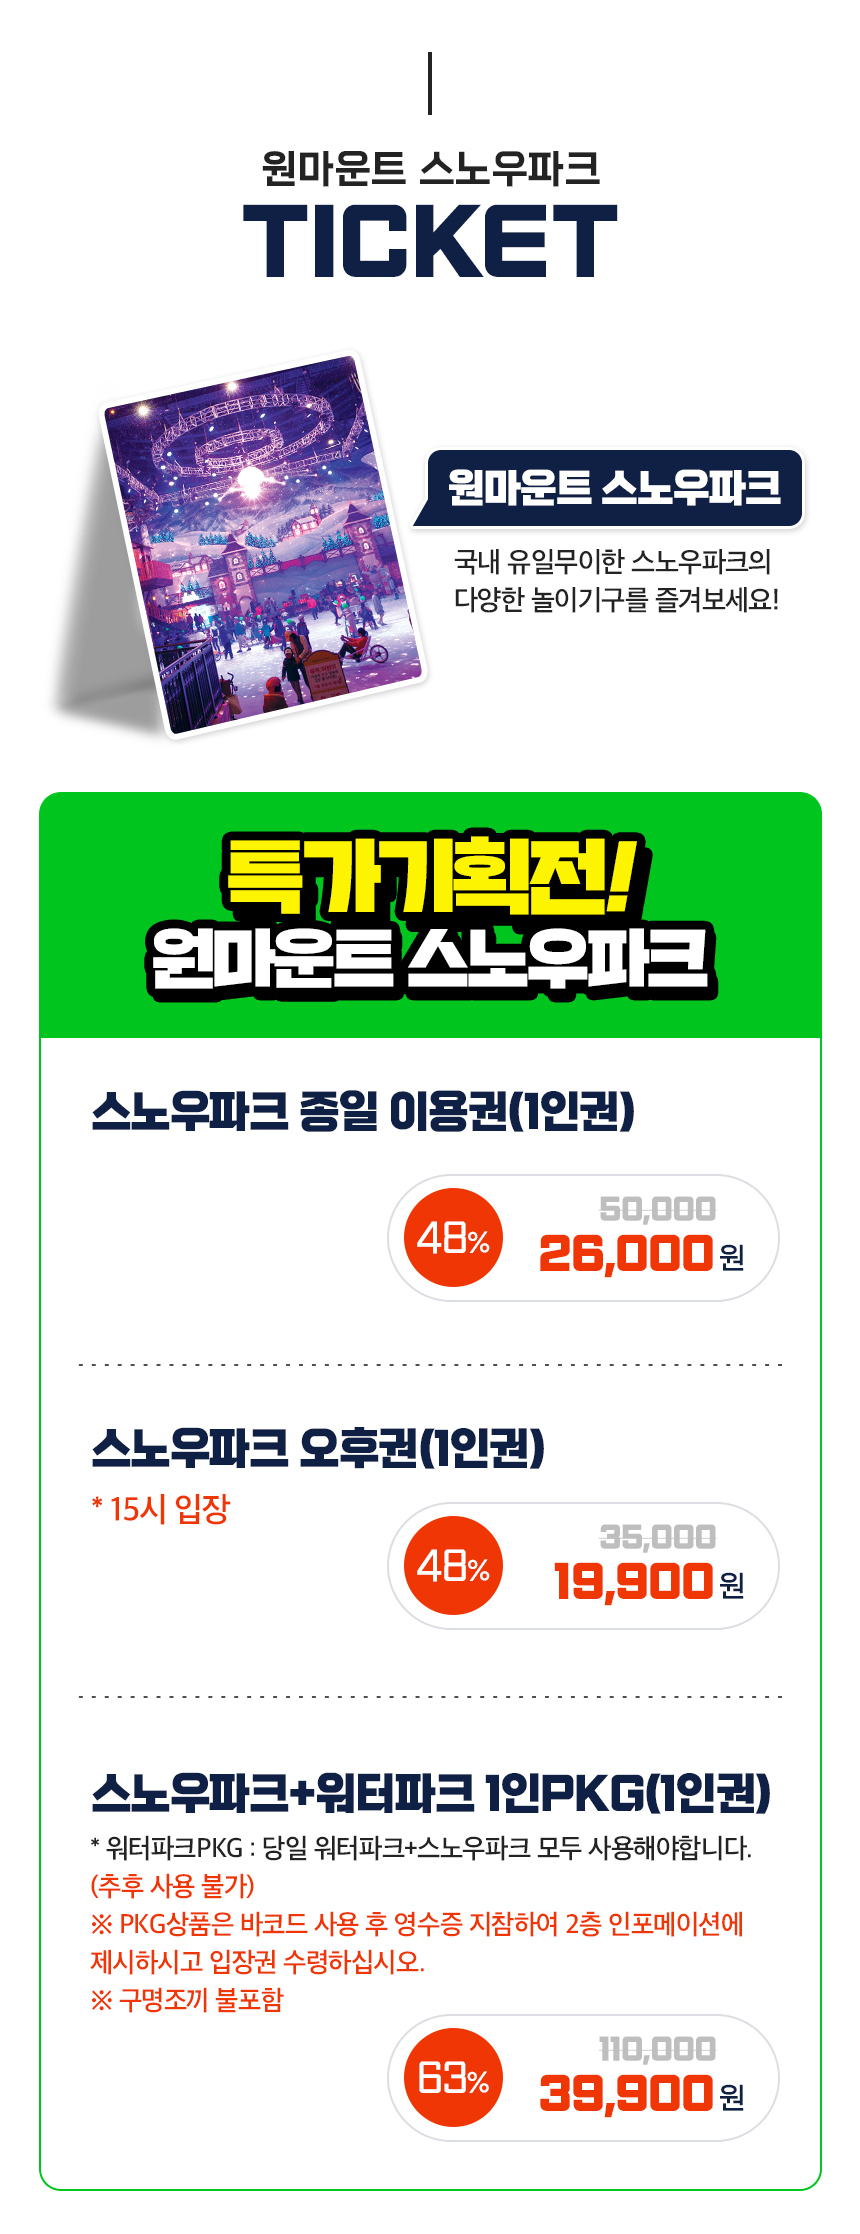 원마운트 스노우파크
TICKET
원마운트 스노우파크
국내 유일무이한 스노우파크의
다양한 놀이기구를 즐겨보세요!
특가기획전!
원마운트 스노우파크
스노우파크 종일 이용권(1인권)
48%
50,000
26,000원
스노우파크 오후권(1인권)
* 15시 입장
48%
35,000
19,900원
스노우파크+워터파크 1인PKG(1인권)
* 워터파크PKG : 당일 워터파크+스노우파크 모두 사용해야합니다.
(추후 사용 불가)
※ PKG상품은 바코드 사용 후 영수증 지참하여 2층 인포메이션에
제시하시고 입장권 수령하십시오.
※ 구명조끼 불포함
63%
110,000
39,900원